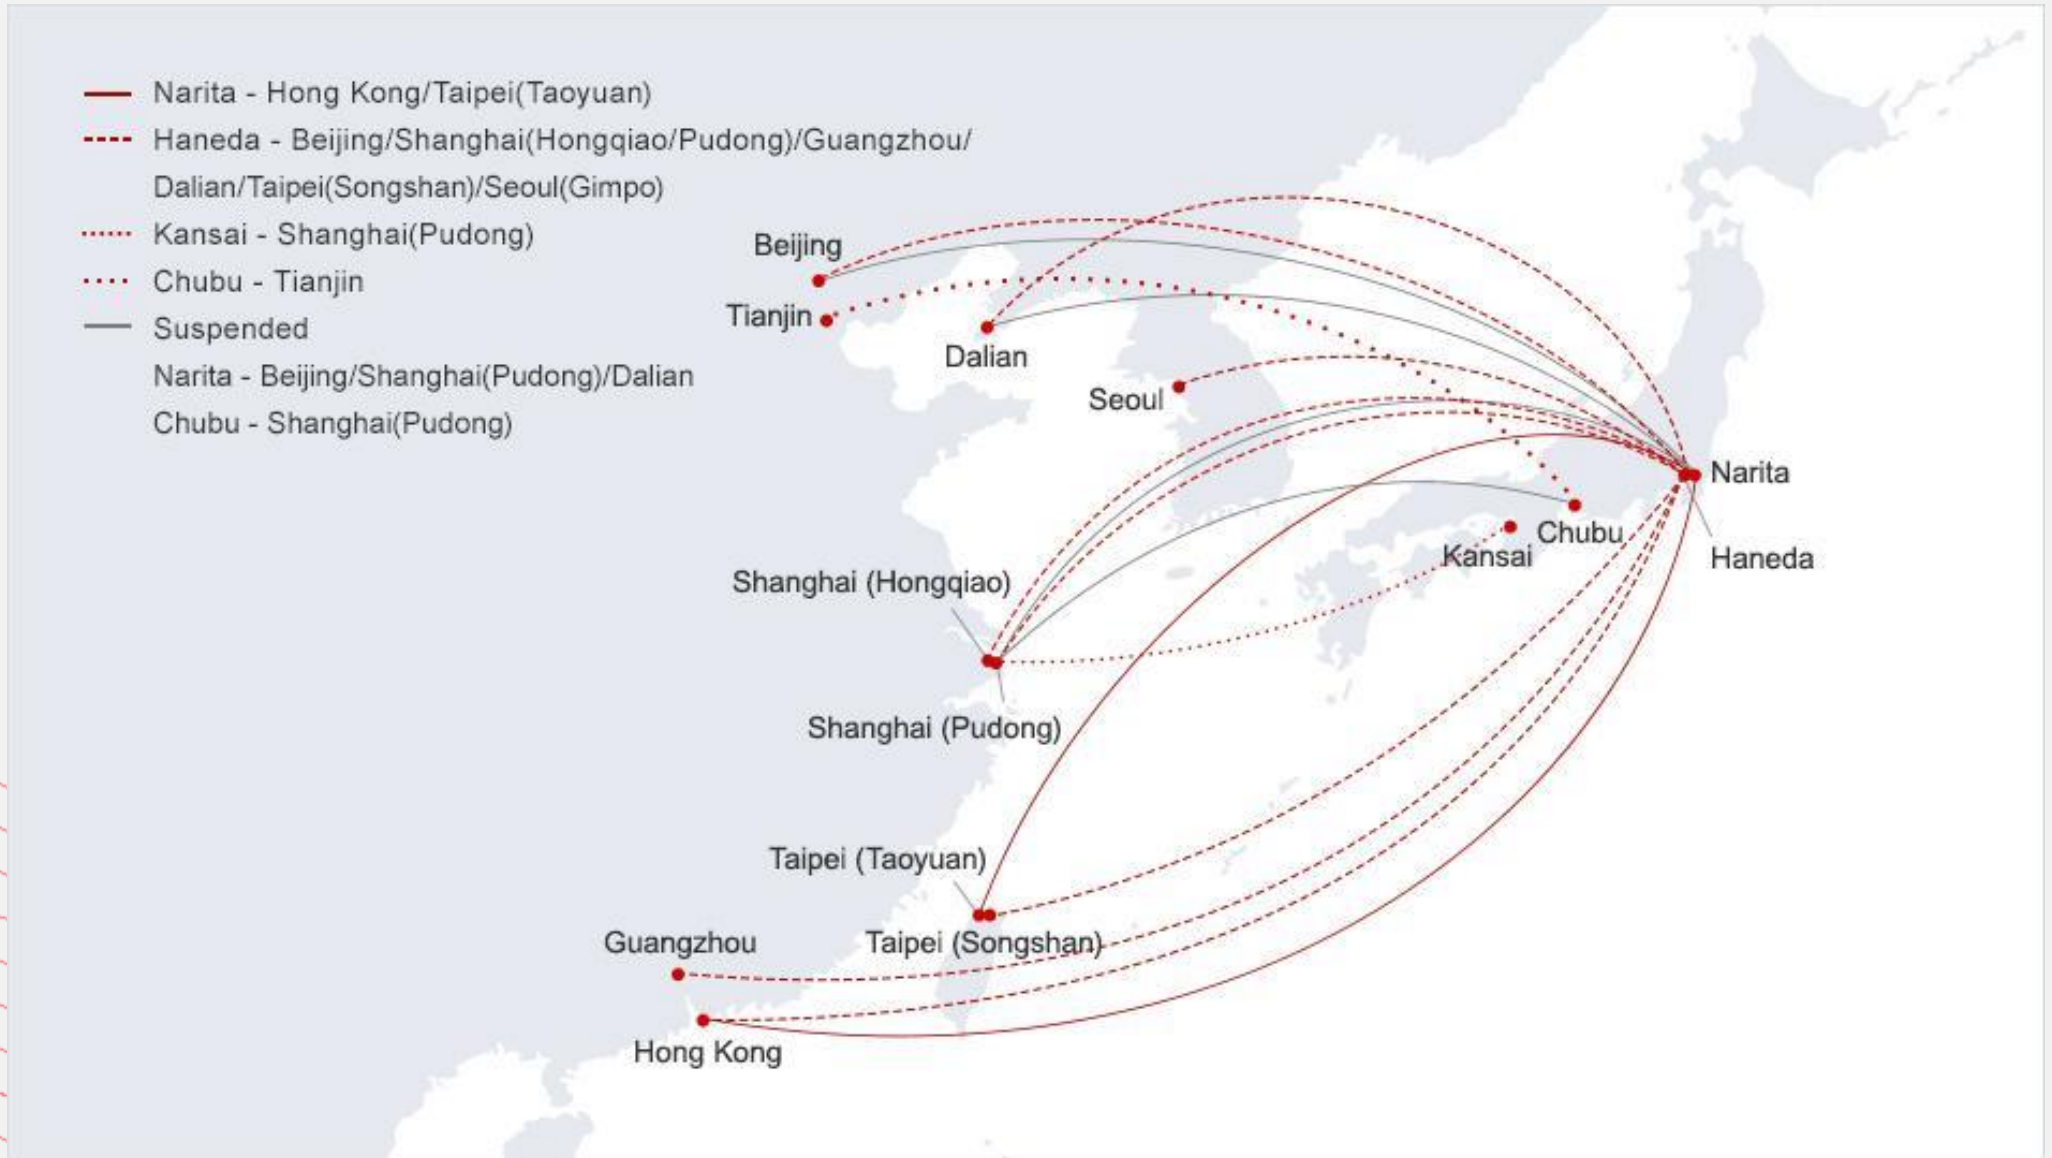 Narita - Hong Kong/Taipei(Taoyuan)
Haneda - Beijing/Shanghai(Hongqiao/Pudong)/Guangzhou/
Dalian/Taipei(Songshan)/Seoul(Gimpo)
Kansai - Shanghai(Pudong)
Chubu - Tianjin
Suspended
Narita - Beijing/Shanghai(Pudong)/Dalian
Chubu - Shanghai(Pudong)
Beijing
Tianjin
Dalian
Seoul
Narita
Chubu
Kansai
Haneda
Shanghai (Hongqiao)
Shanghai (Pudong)
Taipei (Taoyuan)
Taipei (Songshan)
Guangzhou
Hong Kong